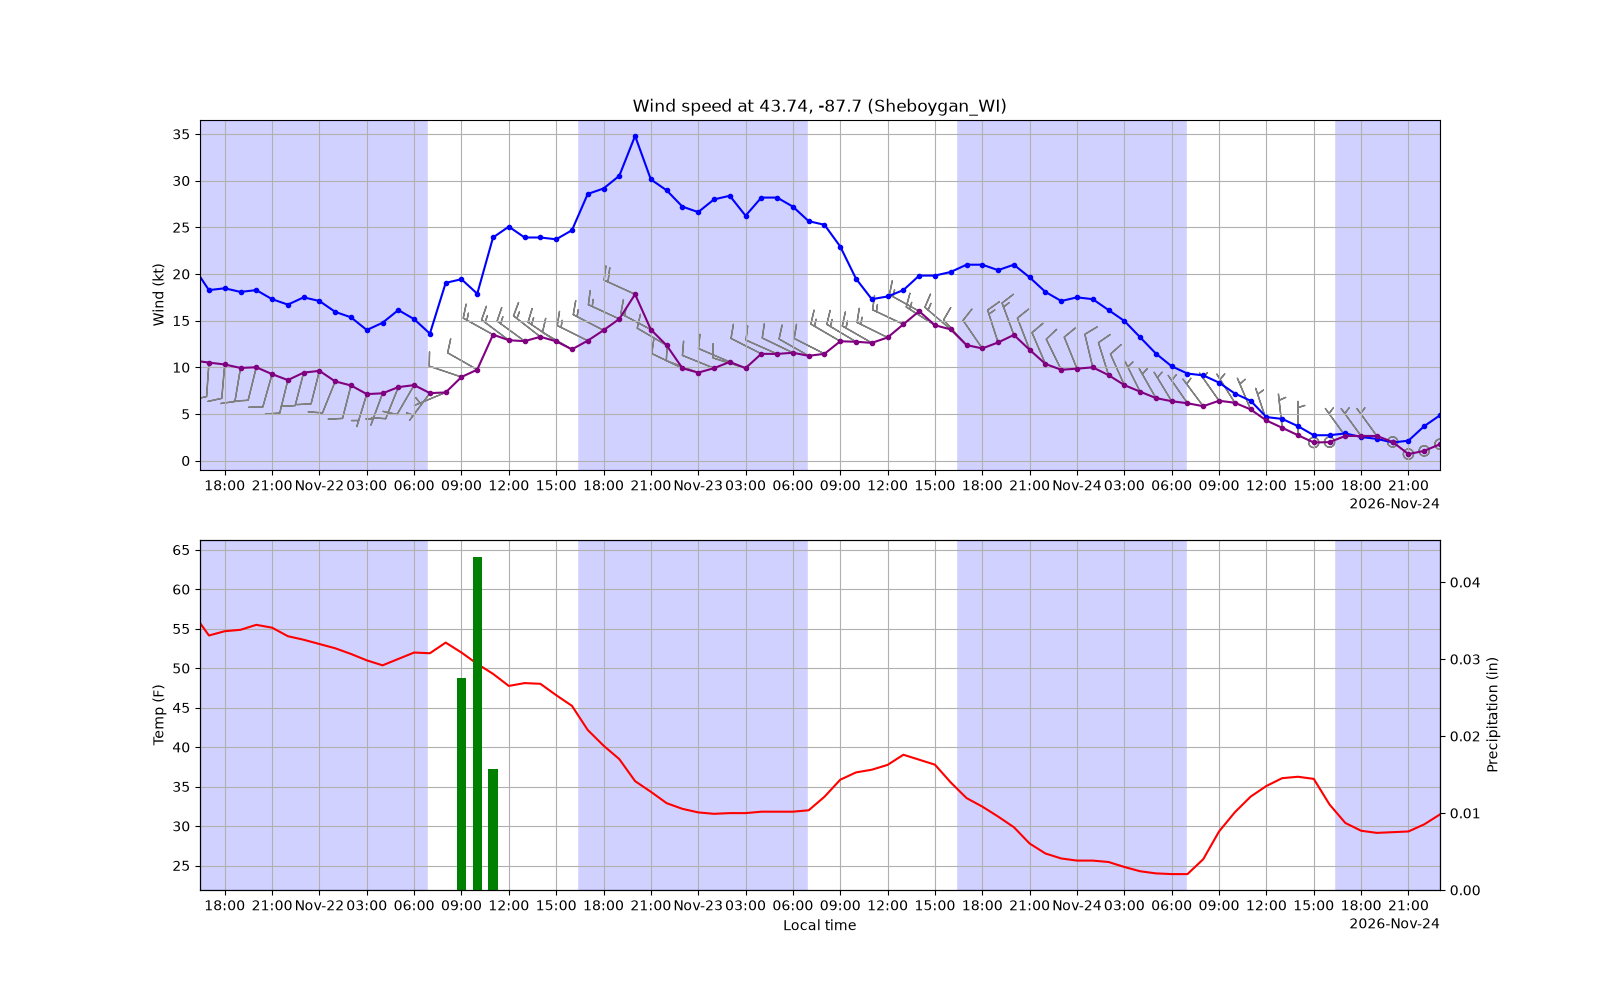 Wind speed at 43.74, -87.7 (Sheboygan_WI)
35
30
25
20
15
10
5
0
Wind (kt)
18:00 21:00 Nov-22 03:00 06:00 09:00 12:00 15:00 18:00 21:00 Nov-23 03:00 06:00 09:00 12:00 15:00 18:00 21:00 Nov-24 03:00 06:00 09:00 12:00 15:00 18:00 21:00
2026-Nov-24
65
60
55
50
45
40
35
30
25
Temp (F)
0.04
0.03
0.02
0.01
0.00
Precipitation (in)
18:00 21:00 Nov-22 03:00 06:00 09:00 12:00 15:00 18:00 21:00 Nov-23 03:00 06:00 09:00 12:00 15:00 18:00 21:00 Nov-24 03:00 06:00 09:00 12:00 15:00 18:00 21:00
Local time
2026-Nov-24